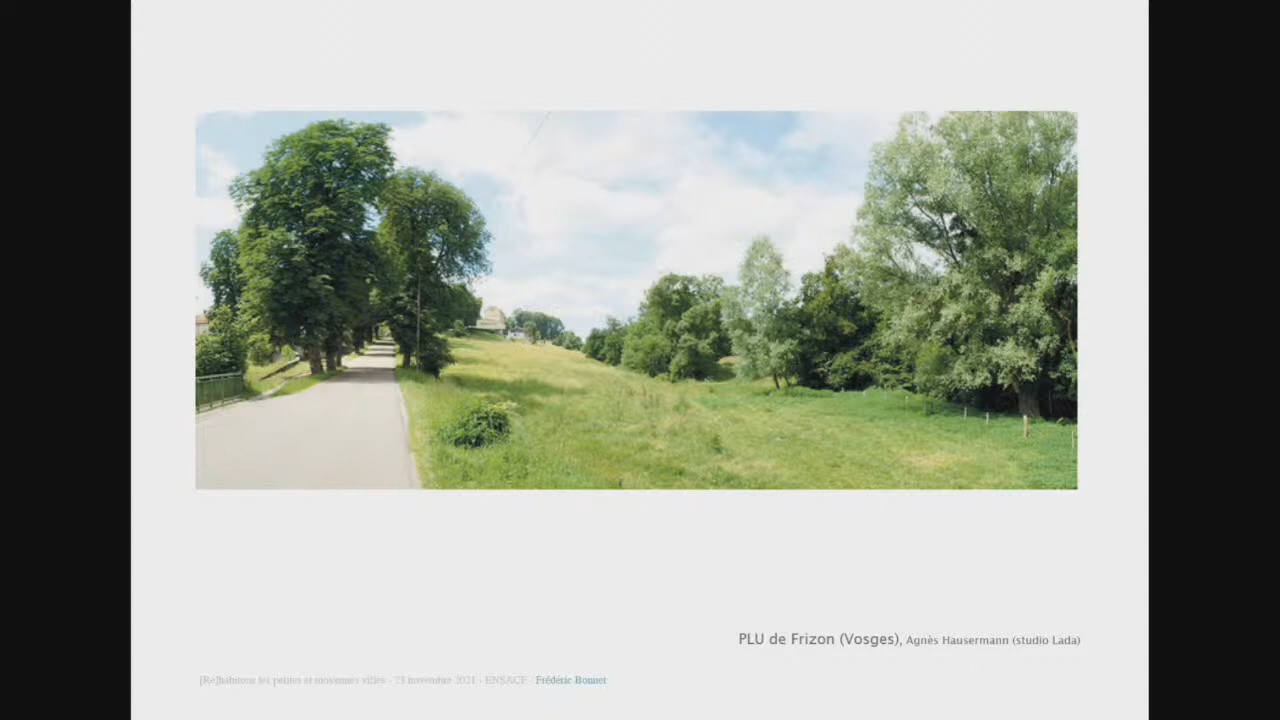 PLU de Frizon (Vosges), Agnès Hausermann (studio Lada)
[Re]habitons les petites et moyennes villes - 23 novembre 2021 - ENSACF - Frédéric Bonnet